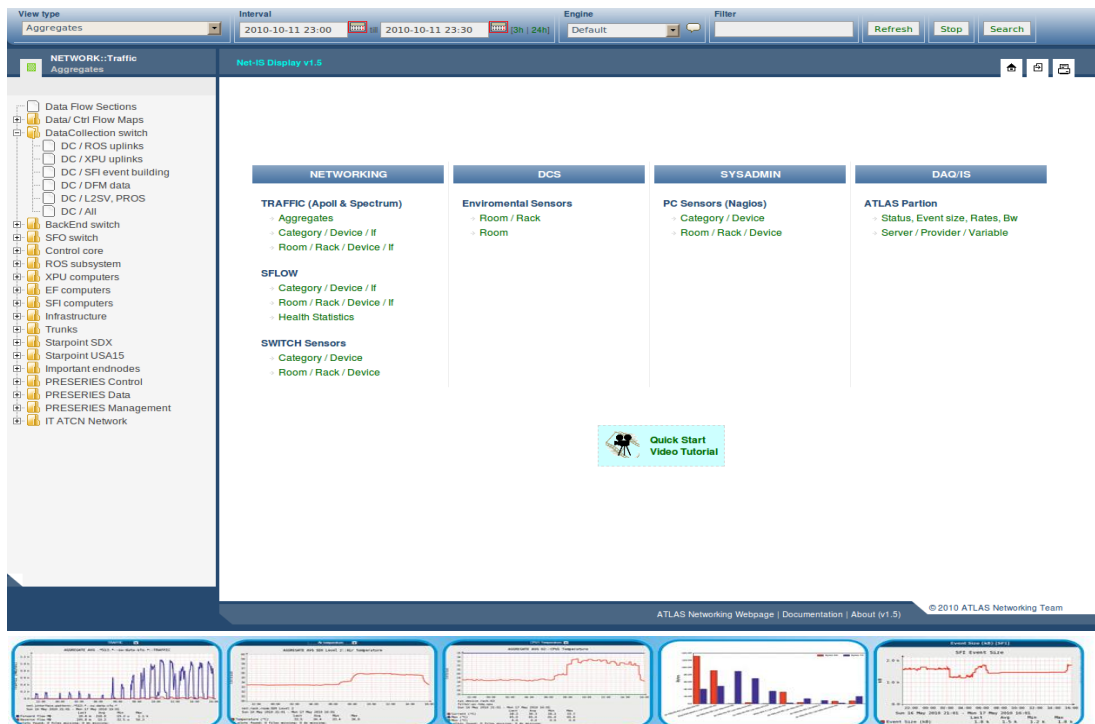 View type
Interval
Engine
Filter
Aggregates
2010-10-11 23:00
till
2010-10-11 23:30
[3h | 24h]
Default
Refresh
Stop
Search
NETWORK::Traffic
Aggregates
Net-IS Display v1.5
Data Flow Sections
Data/ Ctrl Flow Maps
DataCollection switch
DC / ROS uplinks
DC / XPU uplinks
DC / SFI event building
DC / DFM data
DC / L2SV, PROS
DC / All
BackEnd switch
SFO switch
Control core
ROS subsystem
XPU computers
EF computers
SFI computers
Infrastructure
Trunks
Starpoint SDX
Starpoint USA15
Important endnodes
PRESERIES Control
PRESERIES Data
PRESERIES Management
IT ATCN Network
NETWORKING
TRAFFIC (Apoll & Spectrum)
Aggregates
Category / Device / If
Room / Rack / Device / If
SFLOW
Category / Device / If
Room / Rack / Device / If
Health Statistics
SWITCH Sensors
Category / Device
Room / Rack / Device
DCS
Enviromental Sensors
Room / Rack
Room
SYSADMIN
PC Sensors (Nagios)
Category / Device
Room / Rack / Device
DAQ/IS
ATLAS Partion
Status, Event size, Rates, Bw
Server / Provider / Variable
Quick Start
Video Tutorial
ATLAS Networking Webpage | Documentation | About (v1.5)
© 2010 ATLAS Networking Team
Event Size (kB) [SFI]
SFI Event Size